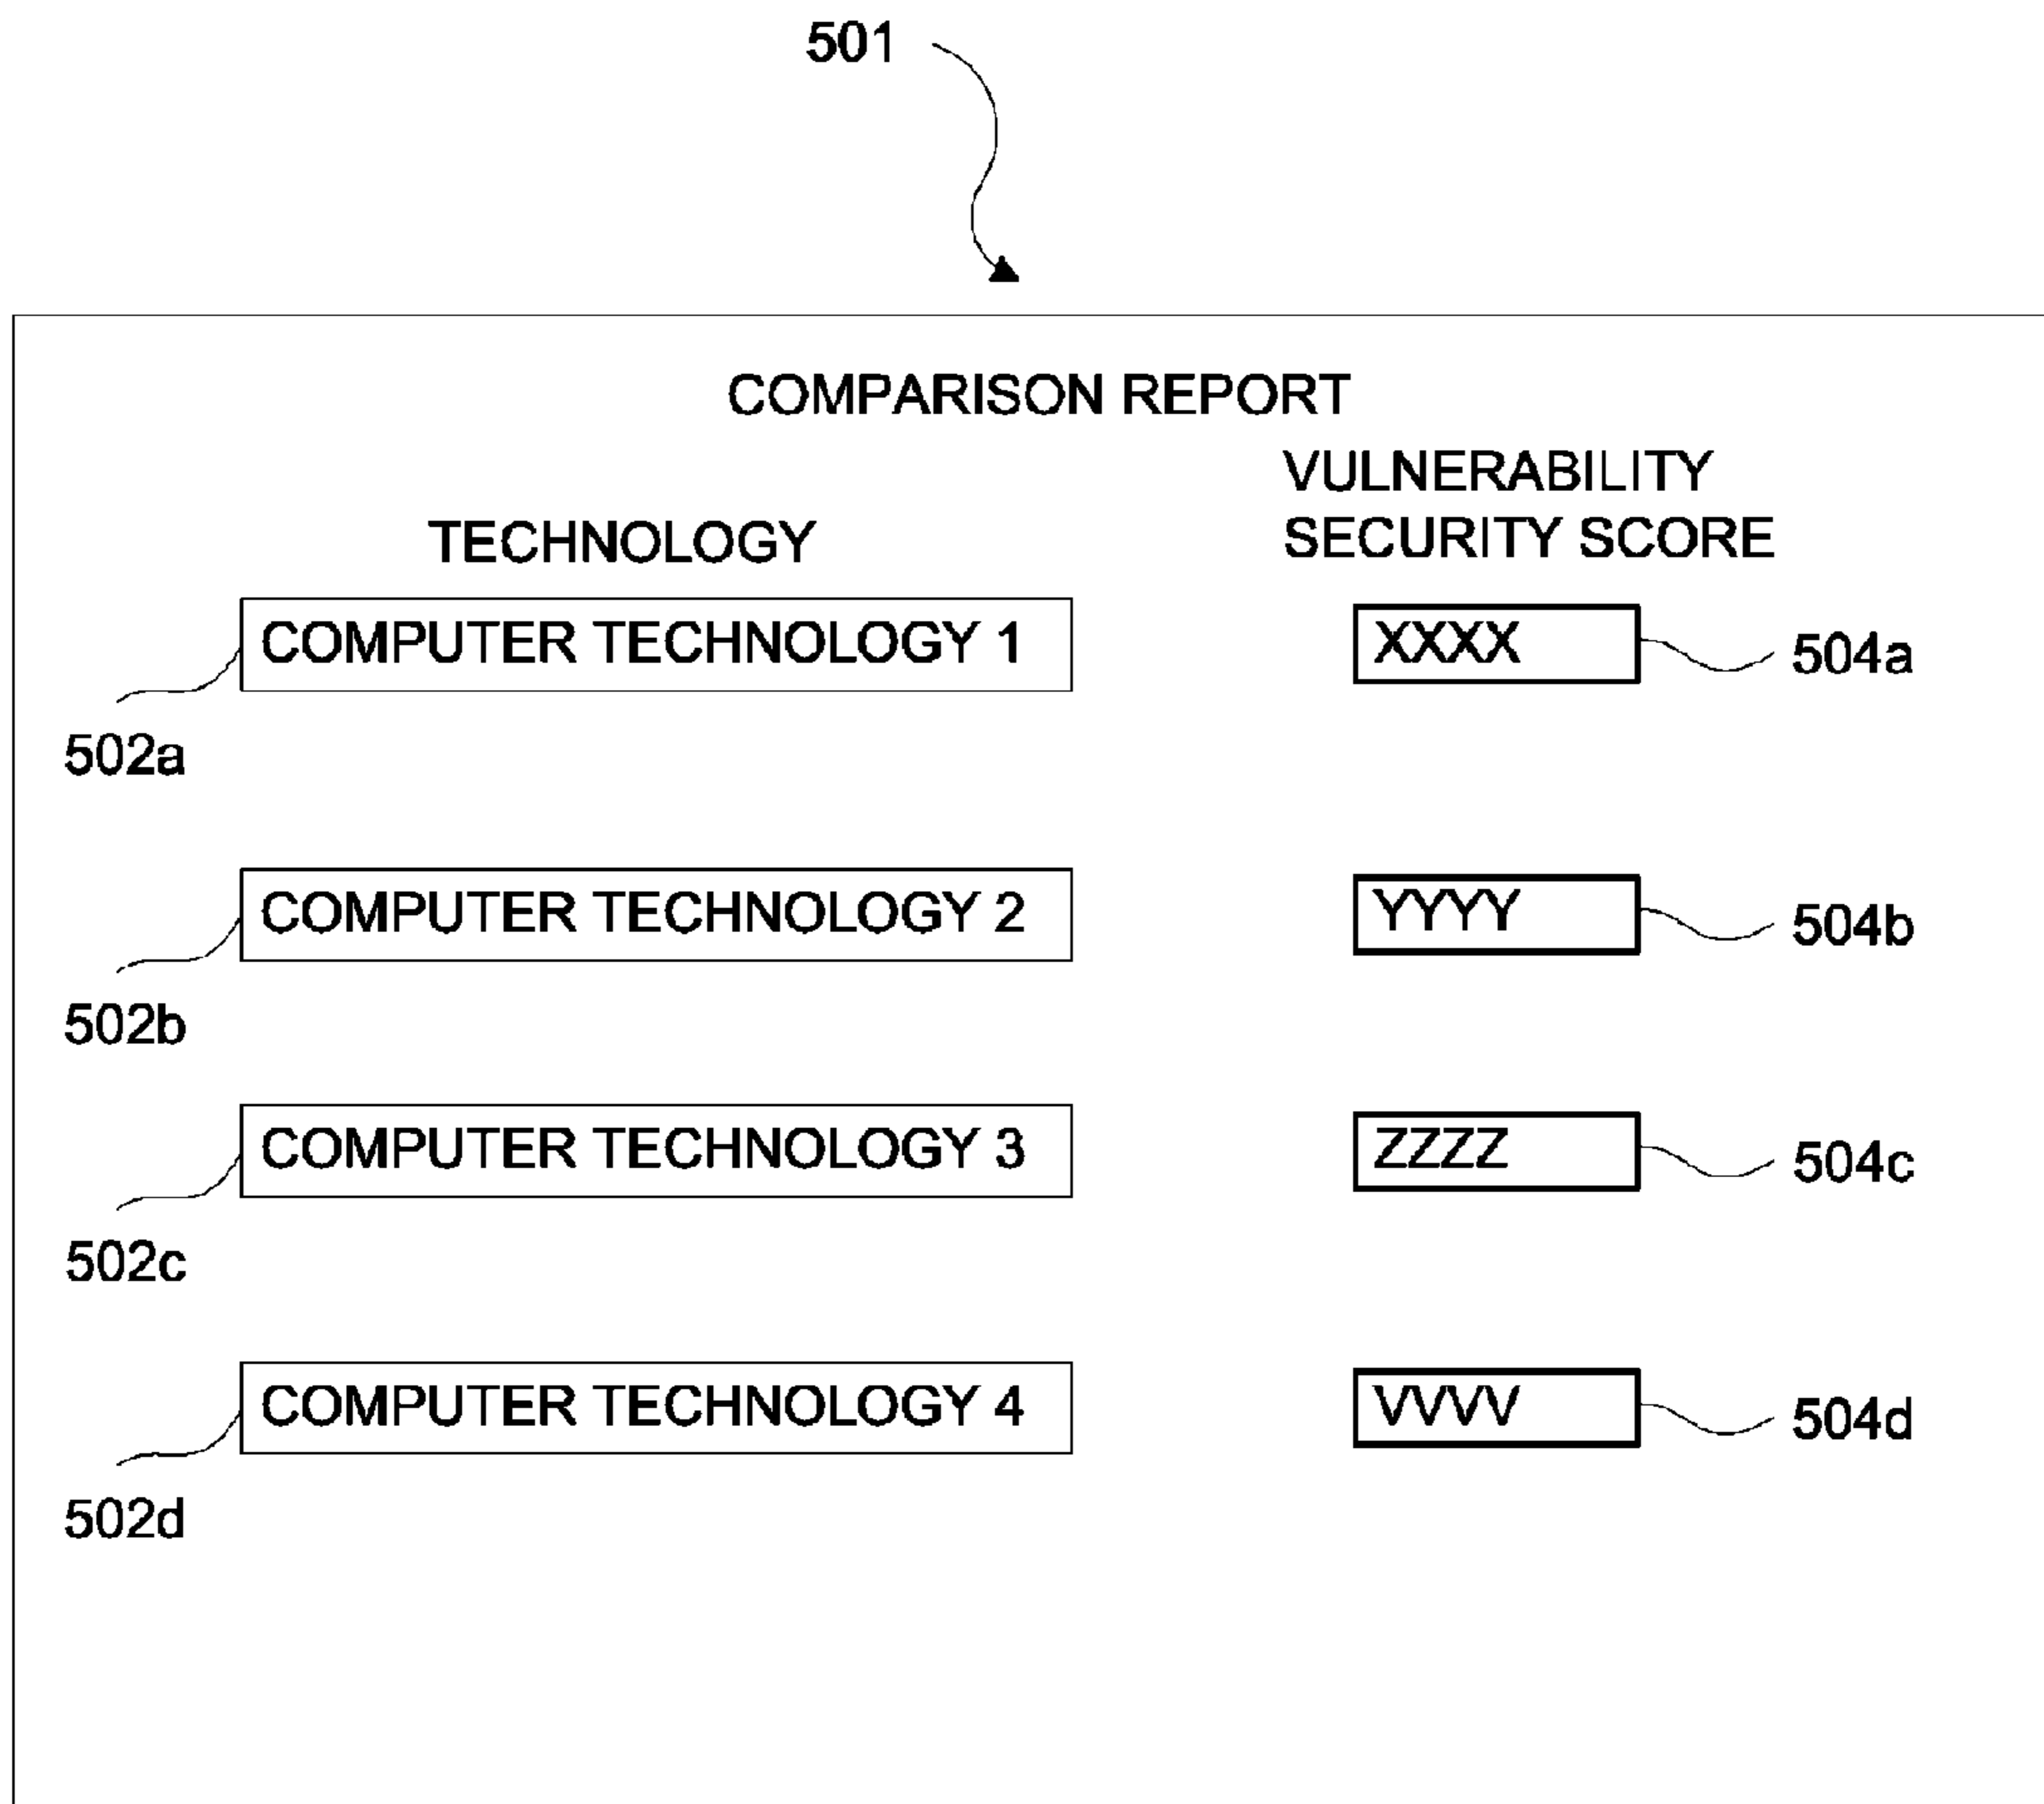 501
COMPARISON REPORT
VULNERABILITY
SECURITY SCORE
TECHNOLOGY
COMPUTER TECHNOLOGY 1
XXXX
504a
502a
COMPUTER TECHNOLOGY 2
YYYY
504b
502b
COMPUTER TECHNOLOGY 3
ZZZZ
504c
502c
COMPUTER TECHNOLOGY 4
VVVV
504d
502d